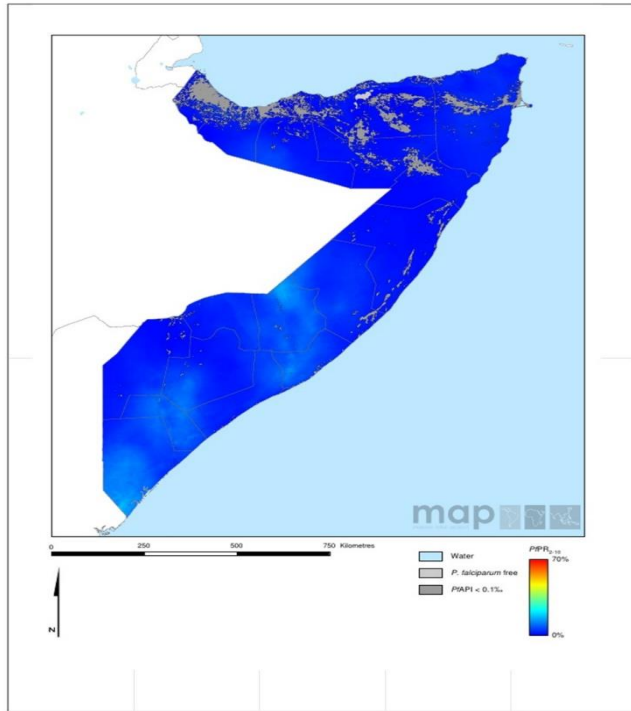 map
0 250 500 750 Kilometres
Water
P. falciparum free
PfAPI < 0.1‰
PfPR2-10
70%
0%
N